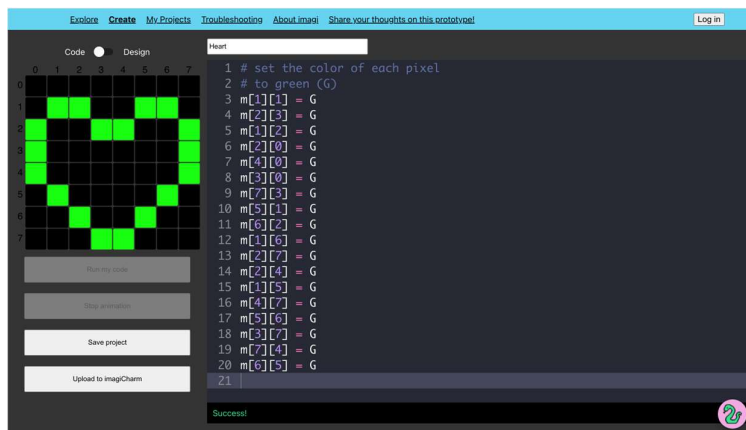 Explore Create My Projects Troubleshooting About imagi Share your thoughts on this prototype! Log in
Code Design
Heart
0 1 2 3 4 5 6 7
0
1
2
3
4
5
6
7
Run my code
Stop animation
Save project
Upload to imagiCharm
1 # set the color of each pixel
2 # to green (G)
3 m[1][1] = G
4 m[2][3] = G
5 m[1][2] = G
6 m[2][0] = G
7 m[4][0] = G
8 m[3][0] = G
9 m[7][3] = G
10 m[5][1] = G
11 m[6][2] = G
12 m[1][6] = G
13 m[2][7] = G
14 m[2][4] = G
15 m[1][5] = G
16 m[4][7] = G
17 m[5][6] = G
18 m[3][7] = G
19 m[7][4] = G
20 m[6][5] = G
21
Success!